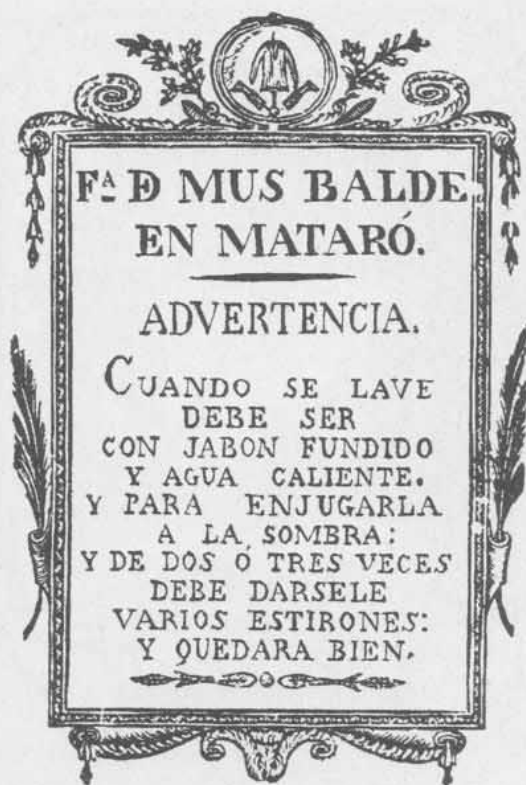 Fᴬ D MUS BALDE
EN MATARÓ.
ADVERTENCIA.
CUANDO SE LAVE
DEBE SER
CON JABON FUNDIDO
Y AGUA CALIENTE.
Y PARA ENJUGARLA
A LA SOMBRA:
Y DE DOS Ó TRES VECES
DEBE DARSELE
VARIOS ESTIRONES:
Y QUEDARA BIEN.